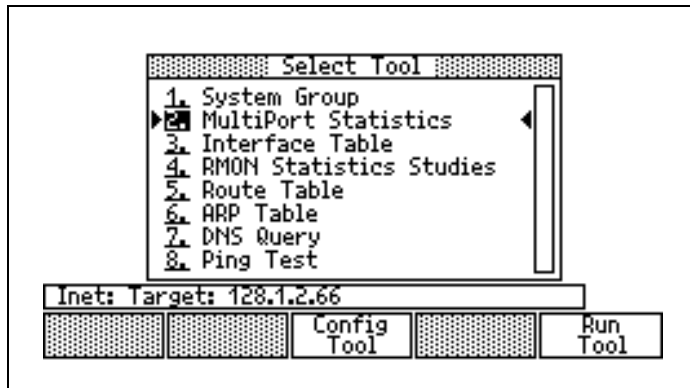 Select Tool
1. System Group
2. MultiPort Statistics
3. Interface Table
4. RMON Statistics Studies
5. Route Table
6. ARP Table
7. DNS Query
8. Ping Test
Inet: Target: 128.1.2.66
Config Tool
Run Tool